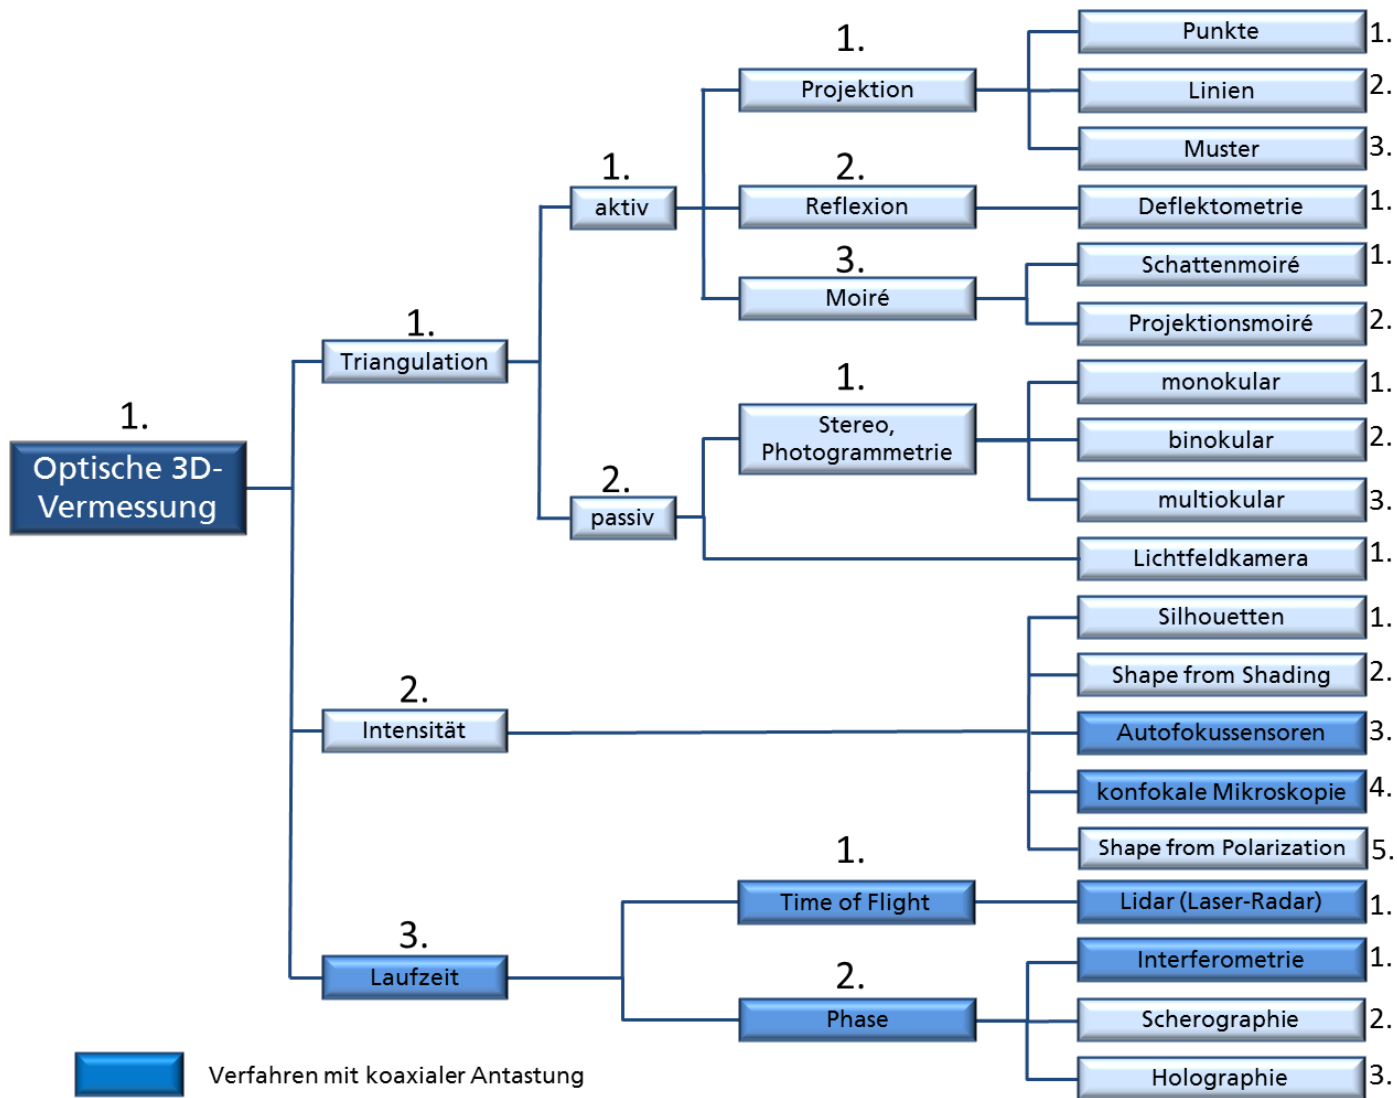 1.
Punkte
1.
Projektion
Linien
2.
Muster
3.
1.
aktiv
2.
Reflexion
Deflektometrie
1.
3.
Moiré
Schattenmoiré
1.
Projektionsmoiré
2.
1.
Triangulation
1.
Optische 3D-
Vermessung
1.
Stereo,
Photogrammetrie
monokular
1.
binokular
2.
multiokular
3.
2.
passiv
Lichtfeldkamera
1.
2.
Intensität
Silhouetten
1.
Shape from Shading
2.
Autofokussensoren
3.
konfokale Mikroskopie
4.
Shape from Polarization
5.
3.
Laufzeit
1.
Time of Flight
Lidar (Laser-Radar)
1.
2.
Phase
Interferometrie
1.
Scherographie
2.
Holographie
3.
Verfahren mit koaxialer Antastung